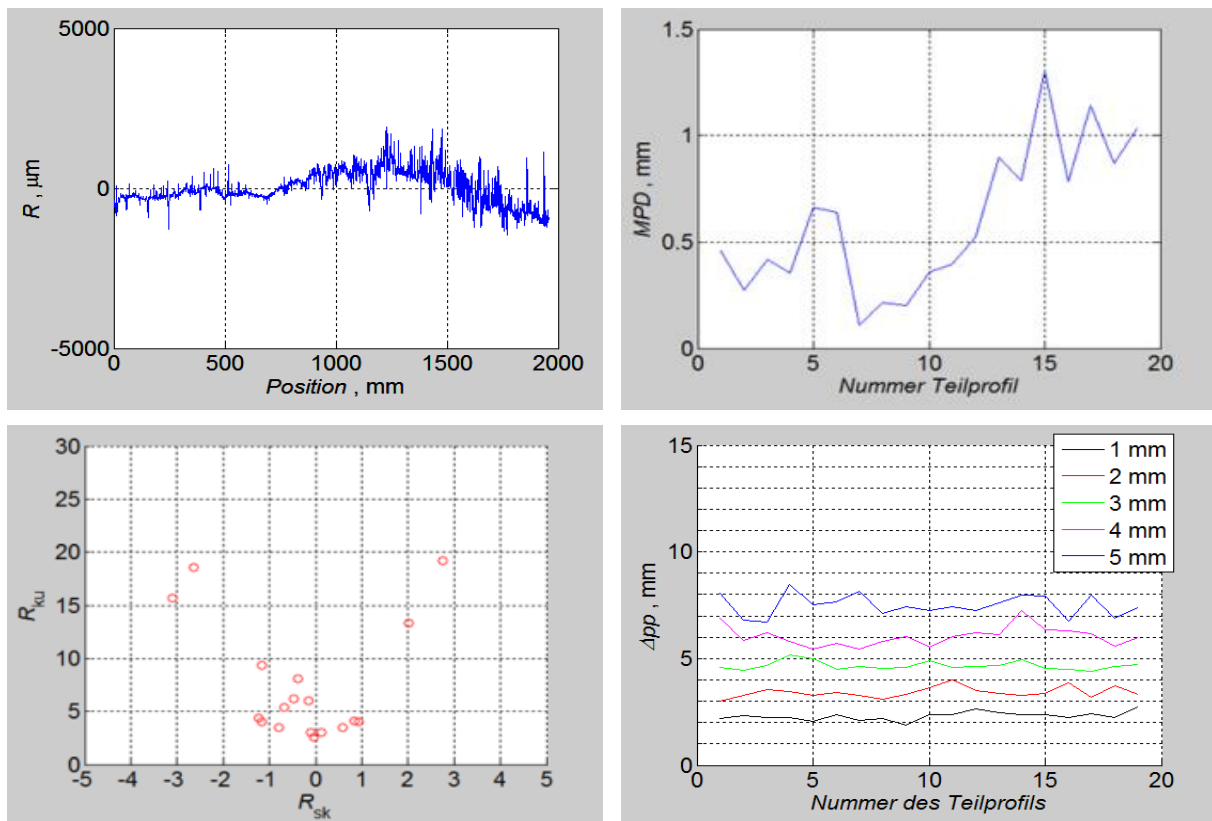 5000
0
-5000
R , µm
0 500 1000 1500 2000
Position , mm
1.5
1
0.5
0
MPD , mm
0 5 10 15 20
Nummer Teilprofil
30
25
20
15
10
5
0
Rku
-5 -4 -3 -2 -1 0 1 2 3 4 5
Rsk
15
10
5
0
Δpp , mm
1 mm
2 mm
3 mm
4 mm
5 mm
0 5 10 15 20
Nummer des Teilprofils